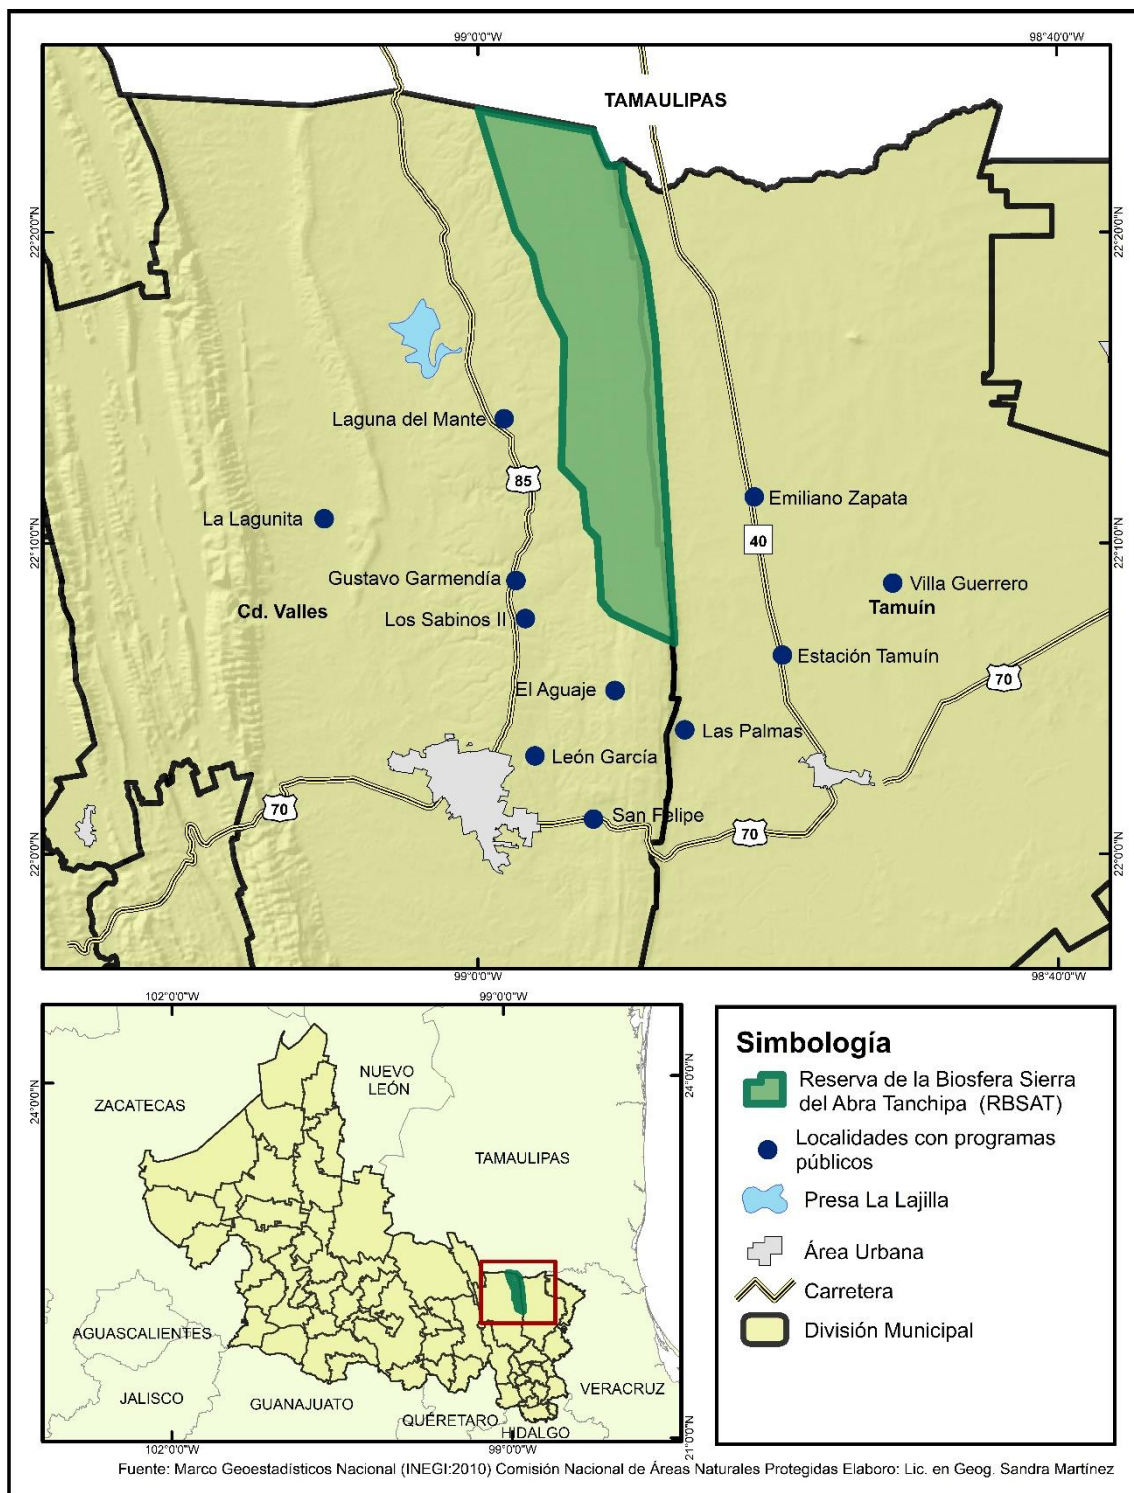 99°0'0"W
98°40'0"W
TAMAULIPAS
22°20'0"N
22°20'0"N
Laguna del Mante
85
La Lagunita
Emiliano Zapata
40
22°10'0"N
22°10'0"N
Gustavo Garmendía
Villa Guerrero
Cd. Valles
Tamuín
Los Sabinos II
Estación Tamuín
70
El Aguaje
Las Palmas
León García
70
San Felipe
70
22°0'0"N
22°0'0"N
99°0'0"W
98°40'0"W
102°0'0"W
99°0'0"W
24°0'0"N
24°0'0"N
NUEVO
LEÓN
ZACATECAS
TAMAULIPAS
AGUASCALIENTES
JALISCO
GUANAJUATO
QUÉRETARO
HIDALGO
VERACRUZ
21°0'0"N
102°0'0"W
99°0'0"W
Simbología
Reserva de la Biosfera Sierra
del Abra Tanchipa (RBSAT)
Localidades con programas
públicos
Presa La Lajilla
Área Urbana
Carretera
División Municipal
Fuente: Marco Geoestadísticos Nacional (INEGI:2010) Comisión Nacional de Áreas Naturales Protegidas Elaboro: Lic. en Geog. Sandra Martínez